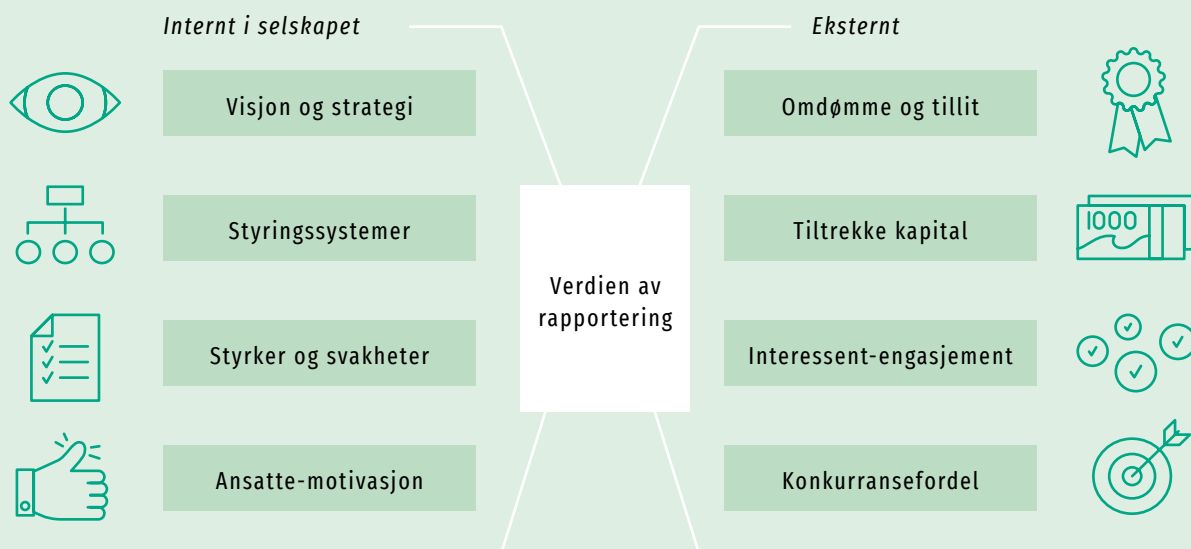 Internt i selskapet
Visjon og strategi
Styringssystemer
Styrker og svakheter
Ansatte-motivasjon
Verdien av
rapportering
Eksternt
Omdømme og tillit
Tiltrekke kapital
1000
Interessent-engasjement
Konkurransefordel